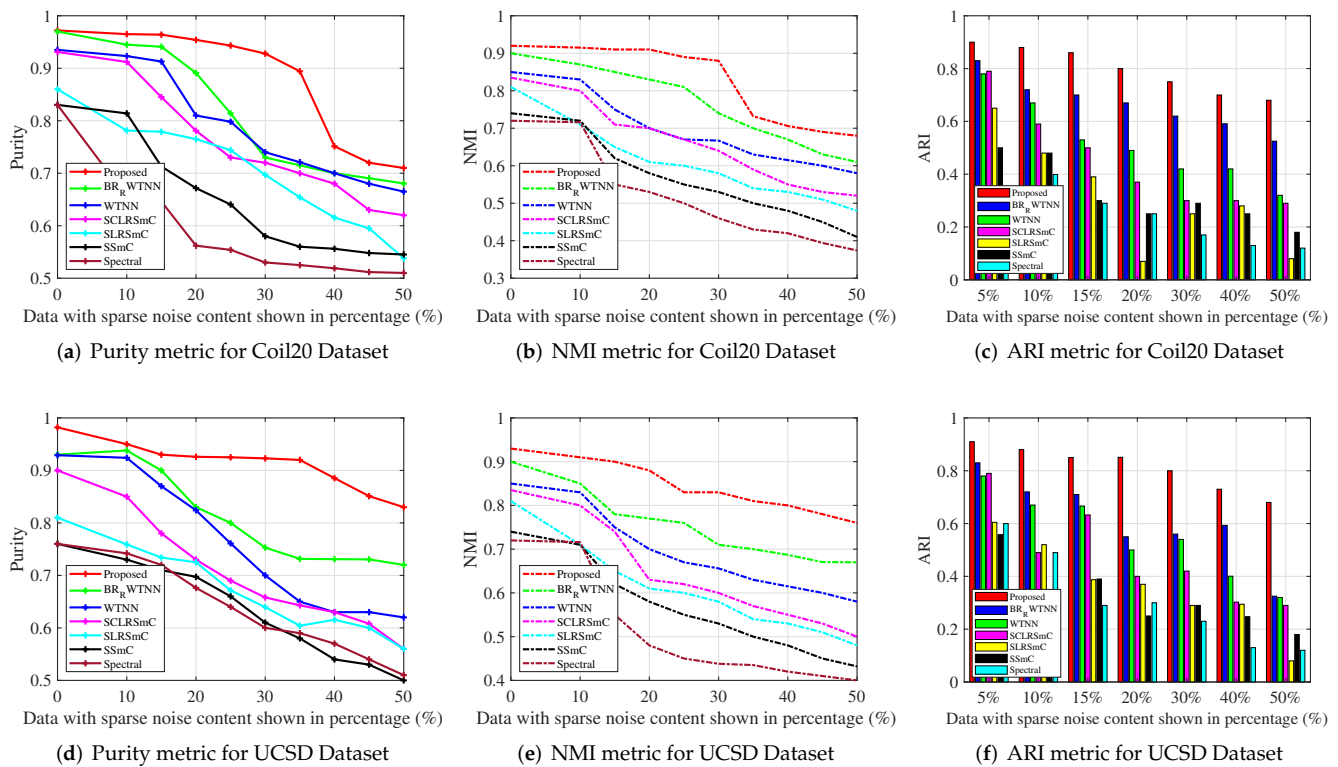 1
0.9
0.8
0.7
0.6
0.5
Purity
Proposed
BR_RWTNN
WTNN
SCLRSmC
SLRSmC
SSmC
Spectral
0 10 20 30 40 50
Data with sparse noise content shown in percentage (%)
(a) Purity metric for Coil20 Dataset
1
0.9
0.8
0.7
0.6
0.5
0.4
0.3
NMI
Proposed
BR_RWTNN
WTNN
SCLRSmC
SLRSmC
SSmC
Spectral
0 10 20 30 40 50
Data with sparse noise content shown in percentage (%)
(b) NMI metric for Coil20 Dataset
1
0.8
0.6
0.4
0.2
0
ARI
Proposed
BR_RWTNN
WTNN
SCLRSmC
SLRSmC
SSmC
Spectral
5% 10% 15% 20% 30% 40% 50%
Data with sparse noise content shown in percentage (%)
(c) ARI metric for Coil20 Dataset
1
0.9
0.8
0.7
0.6
0.5
Purity
Proposed
BR_RWTNN
WTNN
SCLRSmC
SLRSmC
SSmC
Spectral
0 10 20 30 40 50
Data with sparse noise content shown in percentage (%)
(d) Purity metric for UCSD Dataset
1
0.9
0.8
0.7
0.6
0.5
0.4
NMI
Proposed
BR_RWTNN
WTNN
SCLRSmC
SLRSmC
SSmC
Spectral
0 10 20 30 40 50
Data with sparse noise content shown in percentage (%)
(e) NMI metric for UCSD Dataset
1
0.8
0.6
0.4
0.2
0
ARI
Proposed
BR_RWTNN
WTNN
SCLRSmC
SLRSmC
SSmC
Spectral
5% 10% 15% 20% 30% 40% 50%
Data with sparse noise content shown in percentage (%)
(f) ARI metric for UCSD Dataset